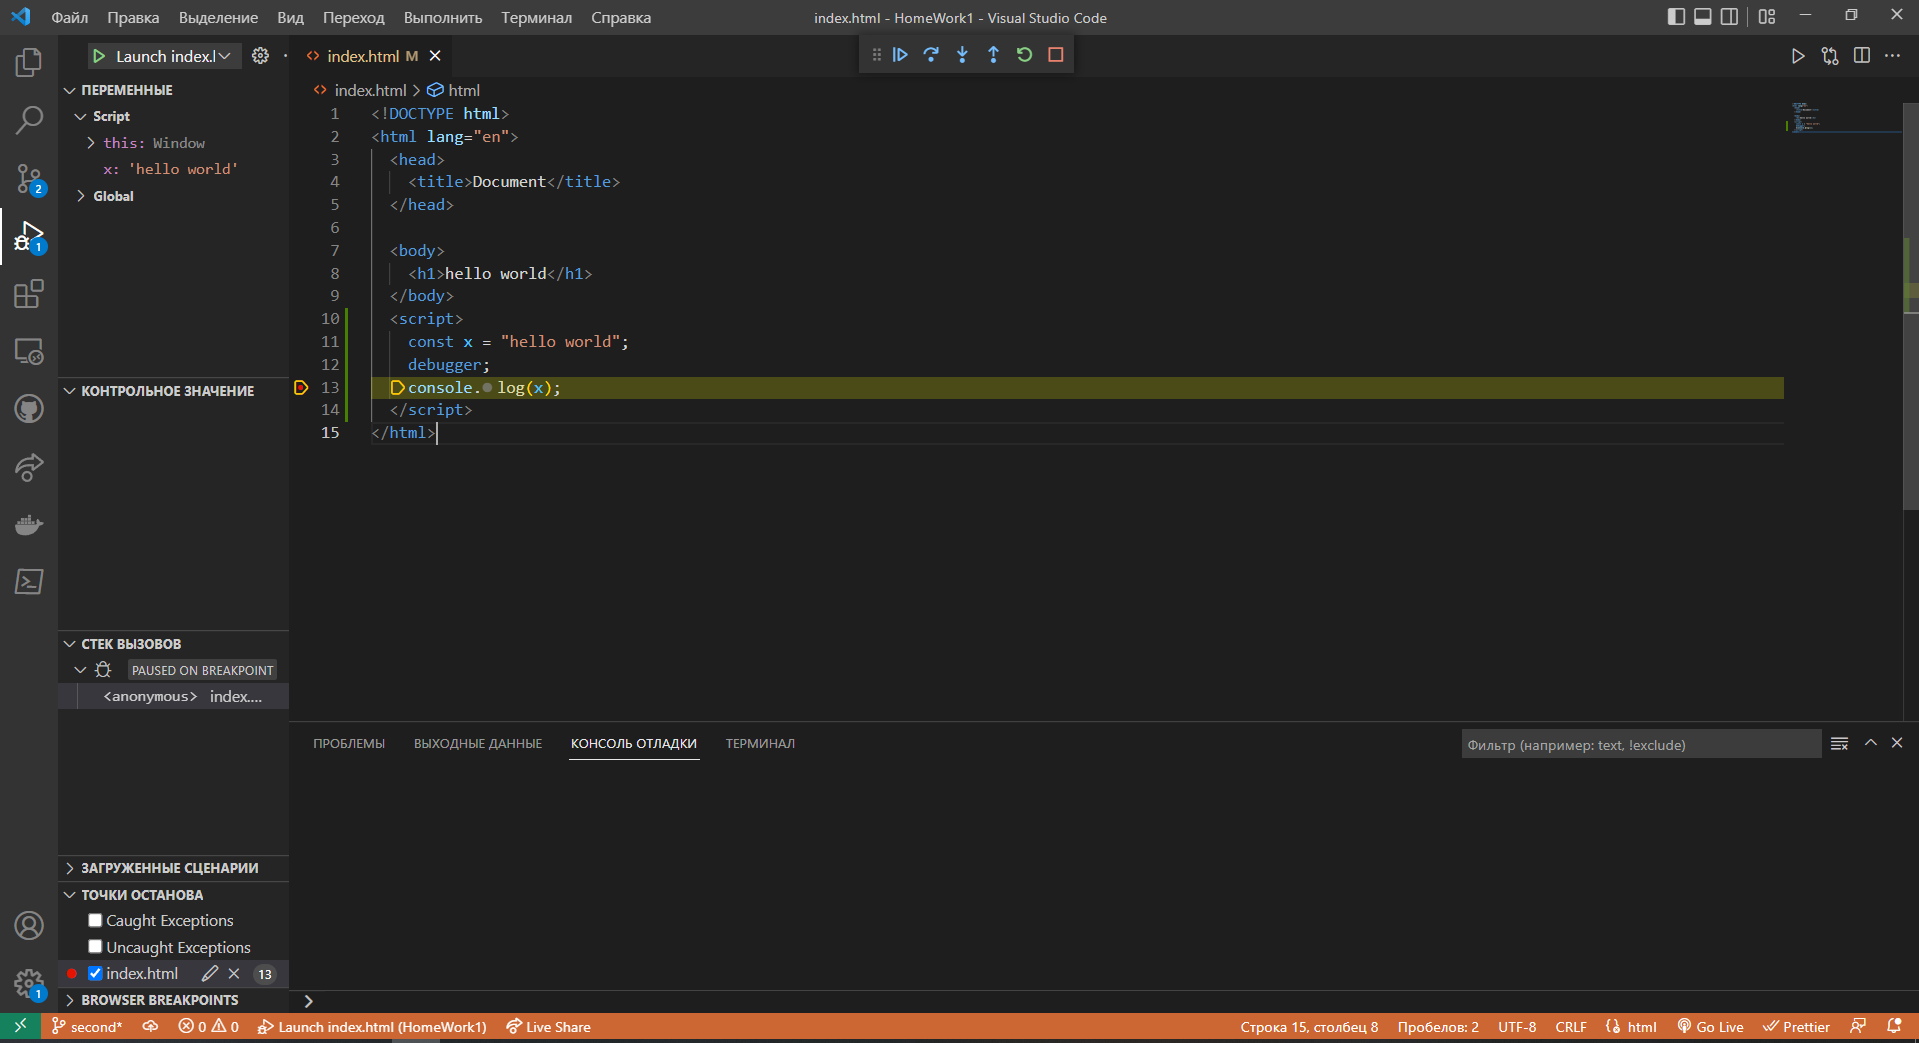 Файл Правка Выделение Вид Переход Выполнить Терминал Справка
index.html - HomeWork1 - Visual Studio Code
Launch index.l
index.html M
index.html > html
ПЕРЕМЕННЫЕ
Script
this: Window
x: 'hello world'
Global
КОНТРОЛЬНОЕ ЗНАЧЕНИЕ
СТЕК ВЫЗОВОВ
PAUSED ON BREAKPOINT
<anonymous> index....
ЗАГРУЖЕННЫЕ СЦЕНАРИИ
ТОЧКИ ОСТАНОВА
Caught Exceptions
Uncaught Exceptions
index.html 13
BROWSER BREAKPOINTS
2
1
1
1 <!DOCTYPE html>
2 <html lang="en">
3 <head>
4 <title>Document</title>
5 </head>
6
7 <body>
8 <h1>hello world</h1>
9 </body>
10 <script>
11 const x = "hello world";
12 debugger;
13 console.log(x);
14 </script>
15 </html>
ПРОБЛЕМЫ ВЫХОДНЫЕ ДАННЫЕ КОНСОЛЬ ОТЛАДКИ ТЕРМИНАЛ
Фильтр (например: text, !exclude)
second* 0 0 Launch index.html (HomeWork1) Live Share
Строка 15, столбец 8 Пробелов: 2 UTF-8 CRLF html Go Live Prettier